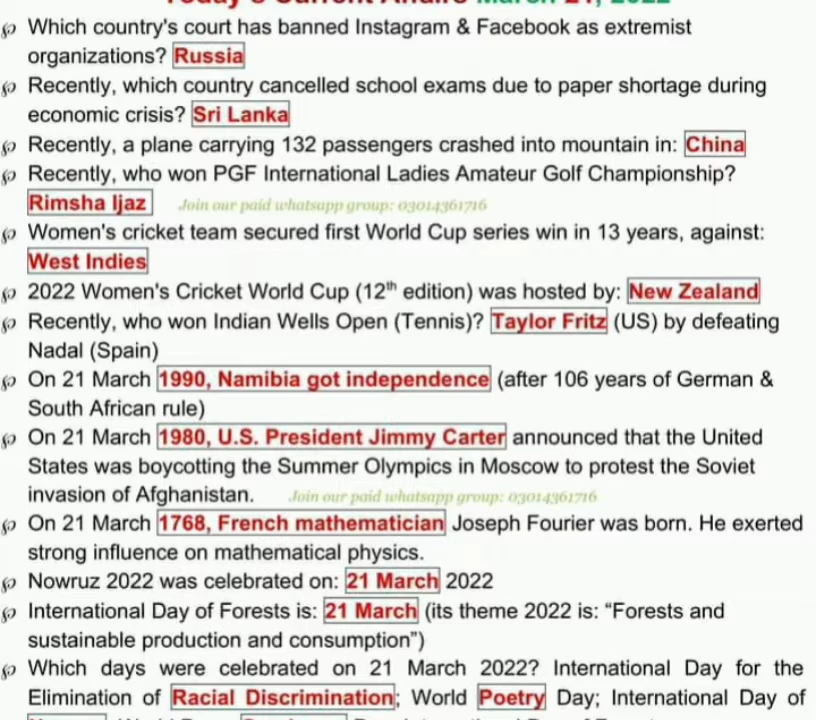 Today's Current Affairs March 21, 2022
Which country's court has banned Instagram & Facebook as extremist
organizations? Russia
Recently, which country cancelled school exams due to paper shortage during
economic crisis? Sri Lanka
Recently, a plane carrying 132 passengers crashed into mountain in: China
Recently, who won PGF International Ladies Amateur Golf Championship?
Rimsha Ijaz Join our paid whatsapp group: 03014361716
Women's cricket team secured first World Cup series win in 13 years, against:
West Indies
2022 Women's Cricket World Cup (12th edition) was hosted by: New Zealand
Recently, who won Indian Wells Open (Tennis)? Taylor Fritz (US) by defeating
Nadal (Spain)
On 21 March 1990, Namibia got independence (after 106 years of German &
South African rule)
On 21 March 1980, U.S. President Jimmy Carter announced that the United
States was boycotting the Summer Olympics in Moscow to protest the Soviet
invasion of Afghanistan. Join our paid whatsapp group: 03014361716
On 21 March 1768, French mathematician Joseph Fourier was born. He exerted
strong influence on mathematical physics.
Nowruz 2022 was celebrated on: 21 March 2022
International Day of Forests is: 21 March (its theme 2022 is: “Forests and
sustainable production and consumption”)
Which days were celebrated on 21 March 2022? International Day for the
Elimination of Racial Discrimination; World Poetry Day; International Day of